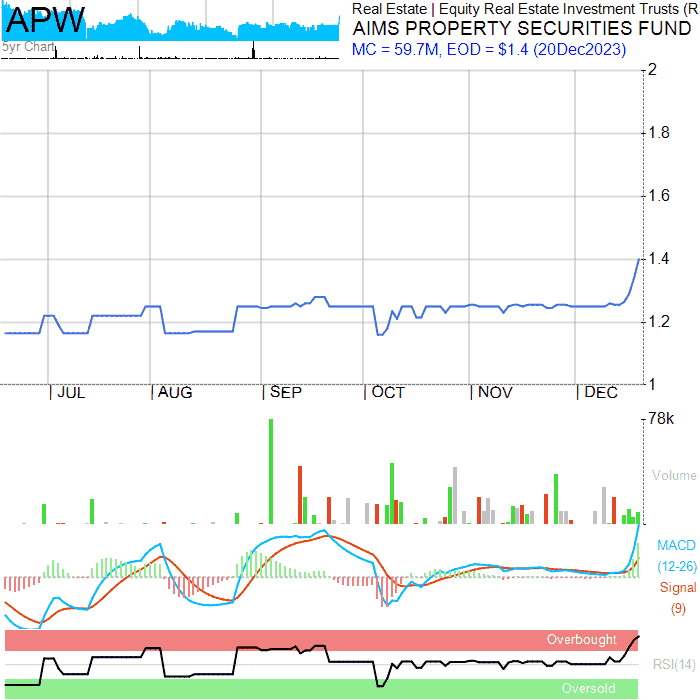 APW
5yr Chart
Real Estate | Equity Real Estate Investment Trusts (R
AIMS PROPERTY SECURITIES FUND
MC = 59.7M, EOD = $1.4 (20Dec2023)
2
1.8
1.6
1.4
1.2
1
JUL AUG SEP OCT NOV DEC
78k
Volume
MACD
(12-26)
Signal
(9)
Overbought
RSI(14)
Oversold